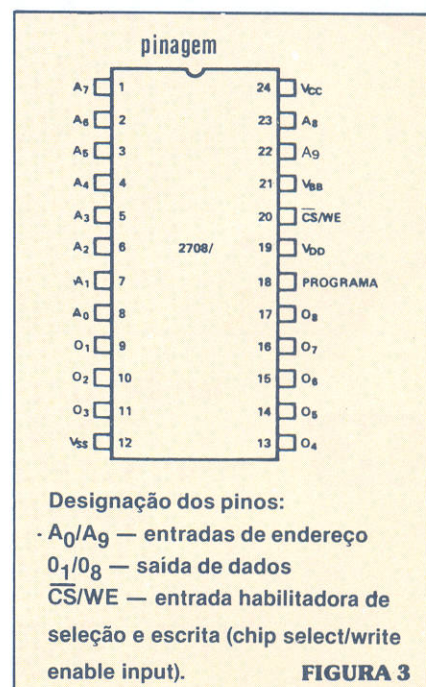 pinagem
A7 1 24 VCC
A6 2 23 A8
A5 3 22 A9
A4 4 21 VBB
A3 5 20 C̅S̅/WE
A2 6 2708/ 19 VDD
A1 7 18 PROGRAMA
A0 8 17 O8
O1 9 16 O7
O2 10 15 O6
O3 11 14 O5
VSS 12 13 O4
Designação dos pinos:
A0/A9 — entradas de endereço
01/08 — saída de dados
C̅S̅/WE — entrada habilitadora de
seleção e escrita (chip select/write
enable input). FIGURA 3